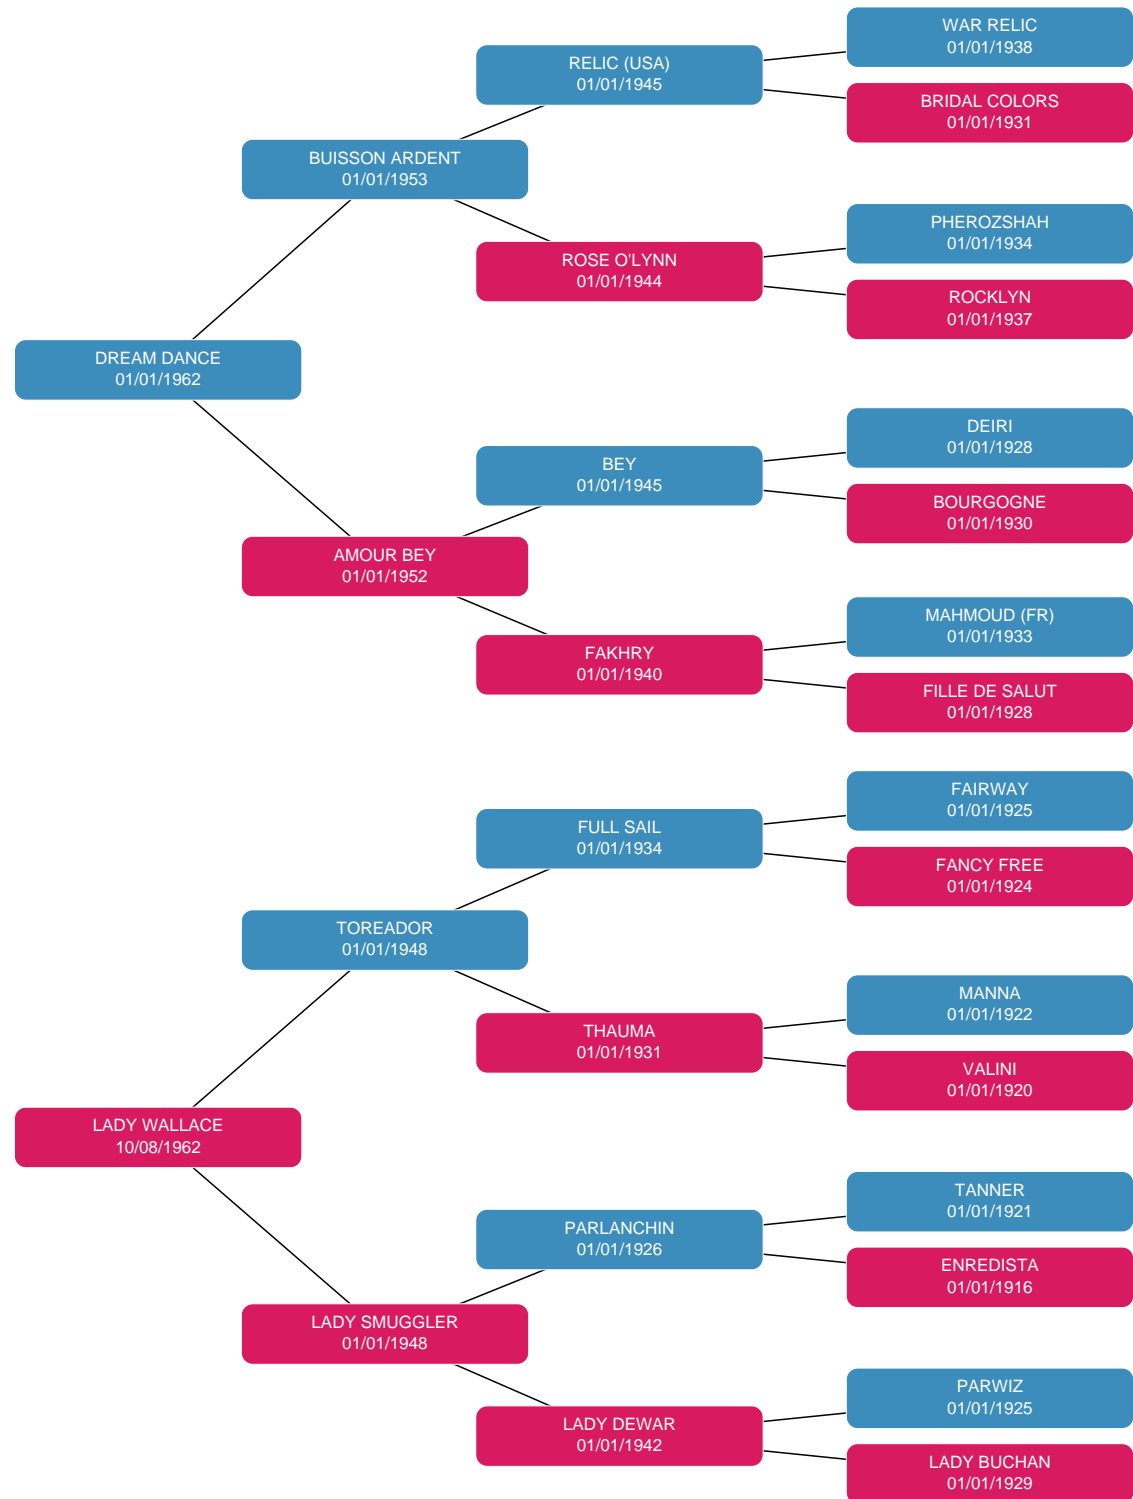 WAR RELIC
01/01/1938
RELIC (USA)
01/01/1945
BRIDAL COLORS
01/01/1931
BUISSON ARDENT
01/01/1953
PHEROZSHAH
01/01/1934
ROSE O'LYNN
01/01/1944
ROCKLYN
01/01/1937
DREAM DANCE
01/01/1962
DEIRI
01/01/1928
BEY
01/01/1945
BOURGOGNE
01/01/1930
AMOUR BEY
01/01/1952
MAHMOUD (FR)
01/01/1933
FAKHRY
01/01/1940
FILLE DE SALUT
01/01/1928
FAIRWAY
01/01/1925
FULL SAIL
01/01/1934
FANCY FREE
01/01/1924
TOREADOR
01/01/1948
MANNA
01/01/1922
THAUMA
01/01/1931
VALINI
01/01/1920
LADY WALLACE
10/08/1962
TANNER
01/01/1921
PARLANCHIN
01/01/1926
ENREDISTA
01/01/1916
LADY SMUGGLER
01/01/1948
PARWIZ
01/01/1925
LADY DEWAR
01/01/1942
LADY BUCHAN
01/01/1929